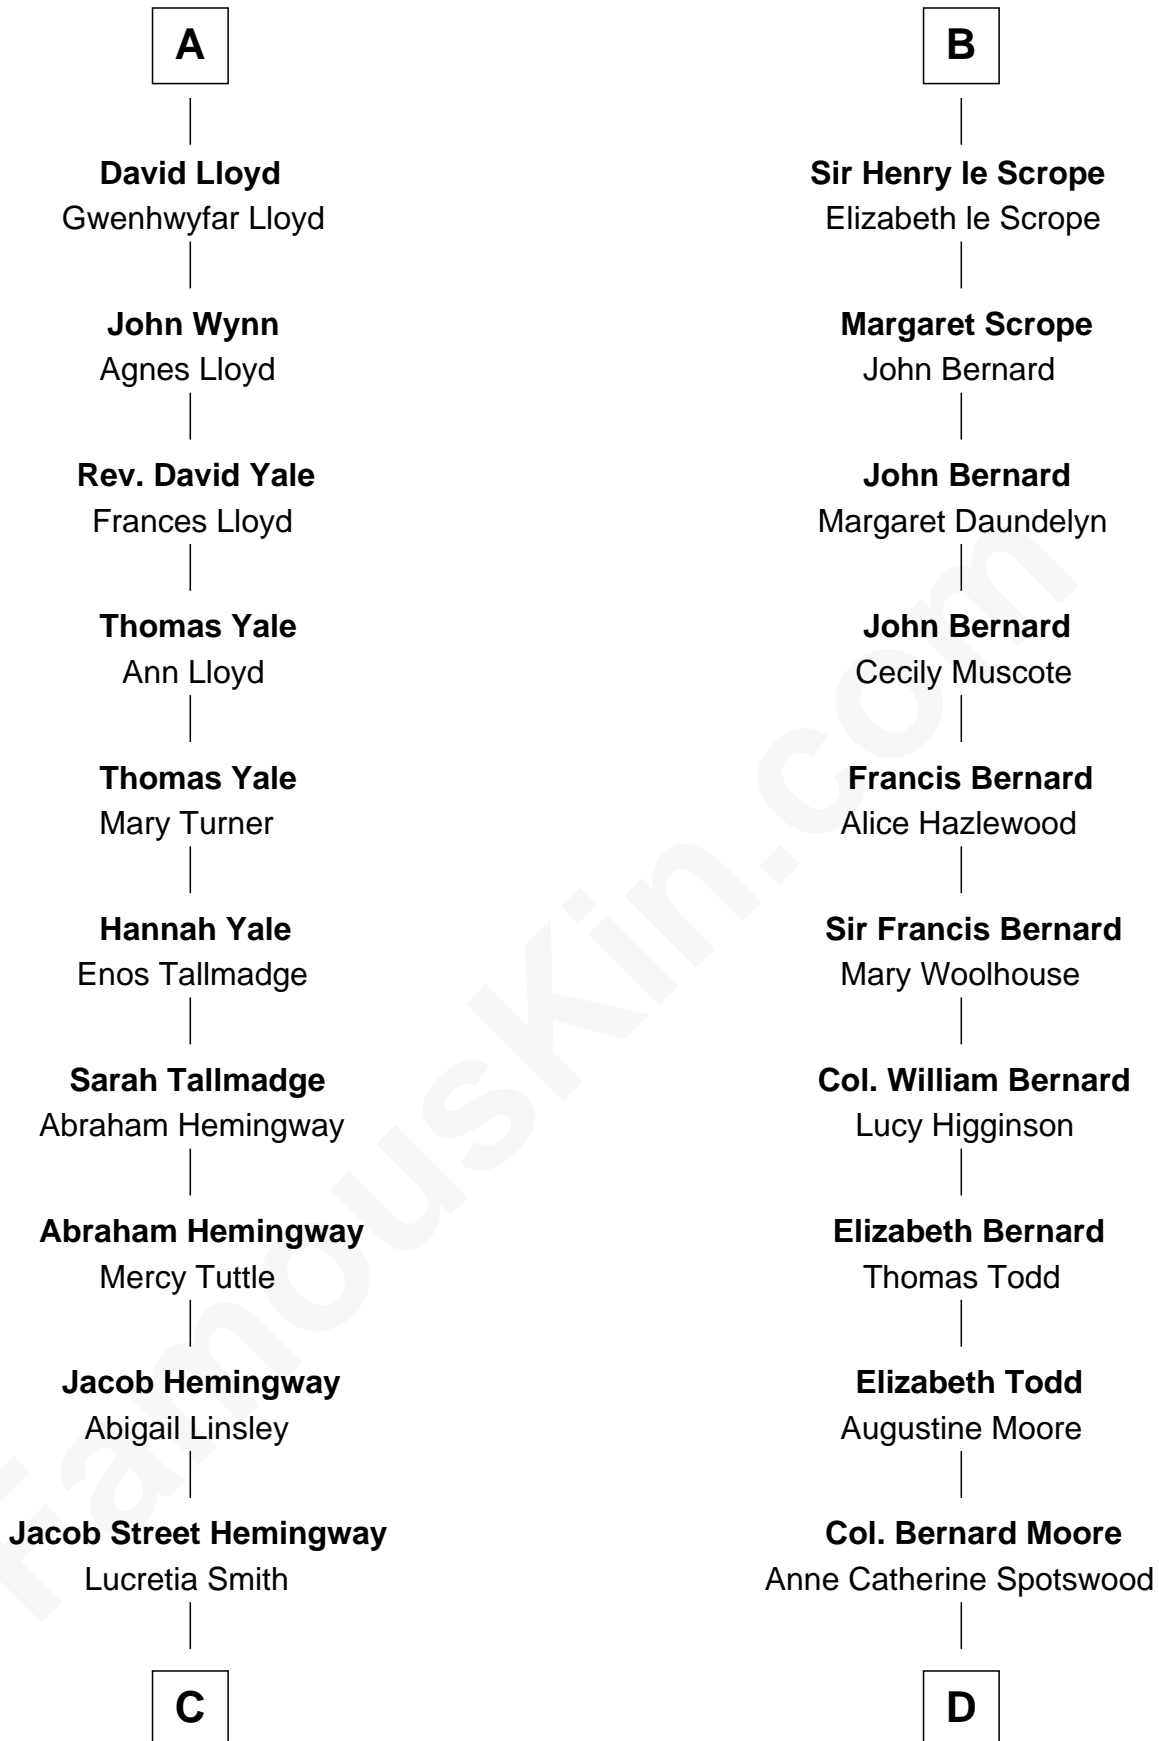 A
David Lloyd
Gwenhwyfar Lloyd
John Wynn
Agnes Lloyd
Rev. David Yale
Frances Lloyd
Thomas Yale
Ann Lloyd
Thomas Yale
Mary Turner
Hannah Yale
Enos Tallmadge
Sarah Tallmadge
Abraham Hemingway
Abraham Hemingway
Mercy Tuttle
Jacob Hemingway
Abigail Linsley
Jacob Street Hemingway
Lucretia Smith
C
B
Sir Henry le Scrope
Elizabeth le Scrope
Margaret Scrope
John Bernard
John Bernard
Margaret Daundelyn
John Bernard
Cecily Muscote
Francis Bernard
Alice Hazlewood
Sir Francis Bernard
Mary Woolhouse
Col. William Bernard
Lucy Higginson
Elizabeth Bernard
Thomas Todd
Elizabeth Todd
Augustine Moore
Col. Bernard Moore
Anne Catherine Spotswood
D
FamousKin.com